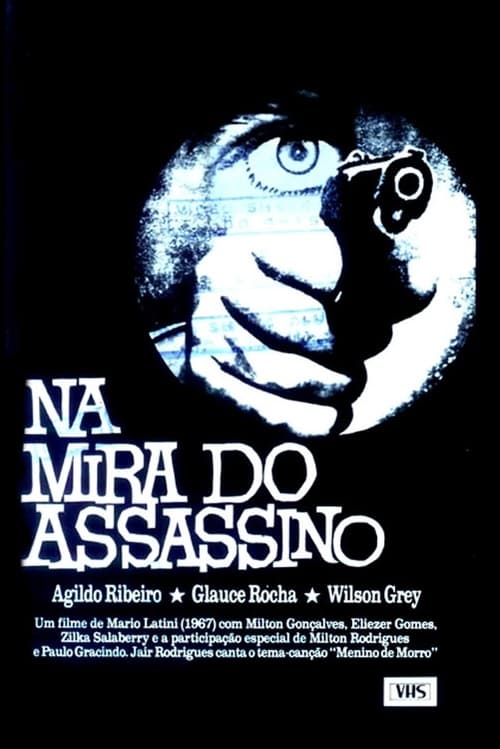 NA
MIRA DO
ASSASSINO
Agildo Ribeiro ★ Glauce Rocha ★ Wilson Grey
Um filme de Mario Latini (1967) com Milton Gonçalves, Eliezer Gomes,
Zilka Salaberry e a participação especial de Milton Rodrigues
e Paulo Gracindo. Jair Rodrigues canta o tema-canção "Menino de Morro"
VHS